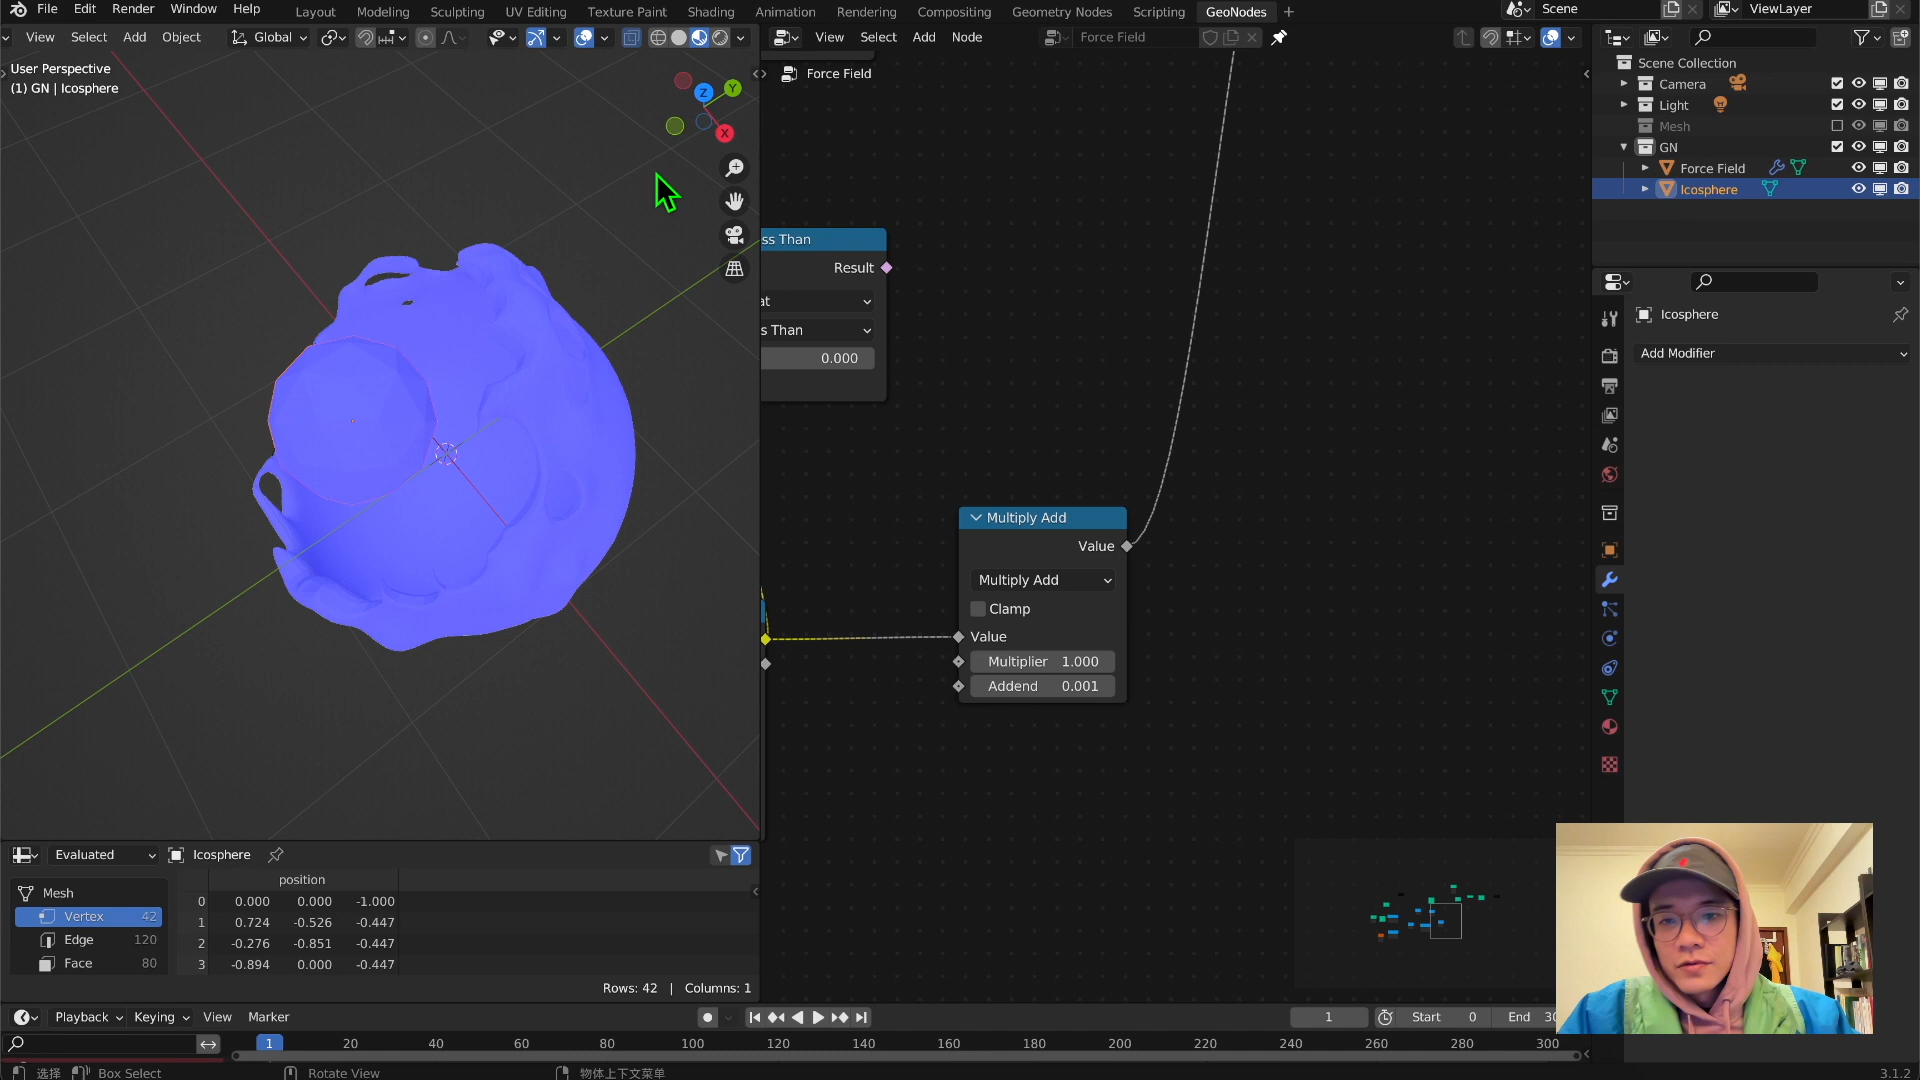 File Edit Render Window Help Layout Modeling Sculpting UV Editing Texture Paint Shading Animation Rendering Compositing Geometry Nodes Scripting GeoNodes Scene ViewLayer
View Select Add Object Global View Select Add Node Force Field
User Perspective
(1) GN | Icosphere
Z Y X
Force Field
ss Than
Result
at
s Than
0.000
Multiply Add
Value
Multiply Add
Clamp
Value
Multiplier 1.000
Addend 0.001
Scene Collection
Camera
Light
Mesh
GN
Force Field
Icosphere
Icosphere
Add Modifier
Evaluated Icosphere
Mesh
Vertex 42
Edge 120
Face 80
position
0 0.000 0.000 -1.000
1 0.724 -0.526 -0.447
2 -0.276 -0.851 -0.447
3 -0.894 0.000 -0.447
Rows: 42 | Columns: 1
Playback Keying View Marker 1 Start 0 End 30
1 20 40 60 80 100 120 140 160 180 200 220 240 260 280 300
选择 Box Select Rotate View 物体上下文菜单 3.1.2